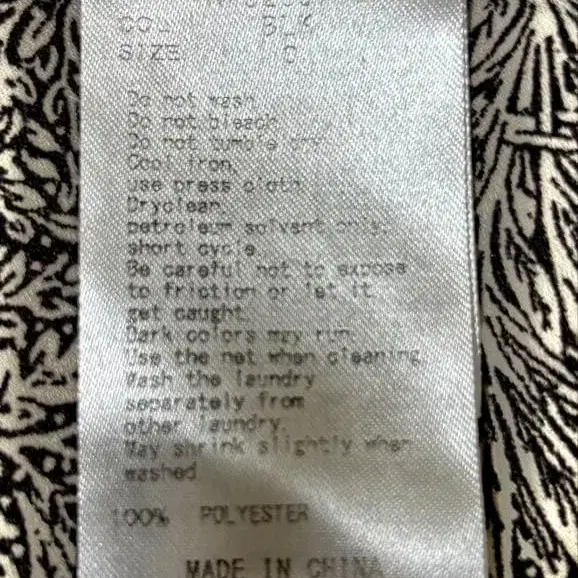 COL BLK
SIZE 0
Do not wash
Do not bleach
Do not tumble
Cool iron,
use press cloth
Dryclean,
petroleum solvent only,
short cycle
Be careful not to expose
to friction or let it
get caught.
Dark colors may run
Use the net when cleaning
Wash the laundry
separately from
other laundry.
May shrink slightly when
washed
100% POLYESTER
MADE IN CHINA